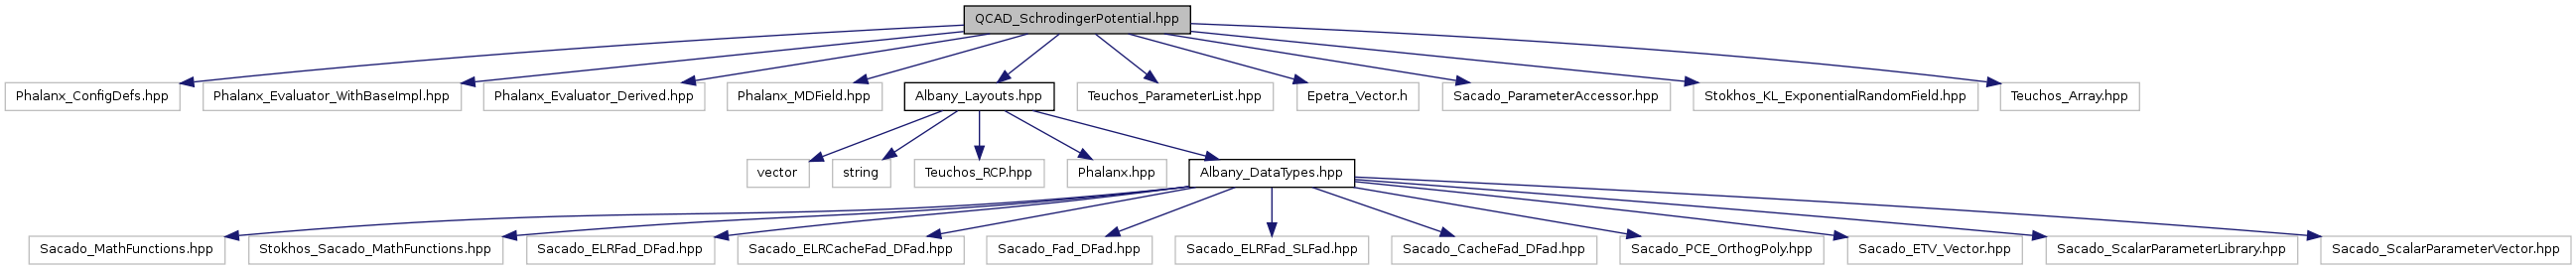 QCAD_SchrodingerPotential.hpp
Phalanx_ConfigDefs.hpp
Phalanx_Evaluator_WithBaseImpl.hpp
Phalanx_Evaluator_Derived.hpp
Phalanx_MDField.hpp
Albany_Layouts.hpp
Teuchos_ParameterList.hpp
Epetra_Vector.h
Sacado_ParameterAccessor.hpp
Stokhos_KL_ExponentialRandomField.hpp
Teuchos_Array.hpp
vector
string
Teuchos_RCP.hpp
Phalanx.hpp
Albany_DataTypes.hpp
Sacado_MathFunctions.hpp
Stokhos_Sacado_MathFunctions.hpp
Sacado_ELRFad_DFad.hpp
Sacado_ELRCacheFad_DFad.hpp
Sacado_Fad_DFad.hpp
Sacado_ELRFad_SLFad.hpp
Sacado_CacheFad_DFad.hpp
Sacado_PCE_OrthogPoly.hpp
Sacado_ETV_Vector.hpp
Sacado_ScalarParameterLibrary.hpp
Sacado_ScalarParameterVector.hpp